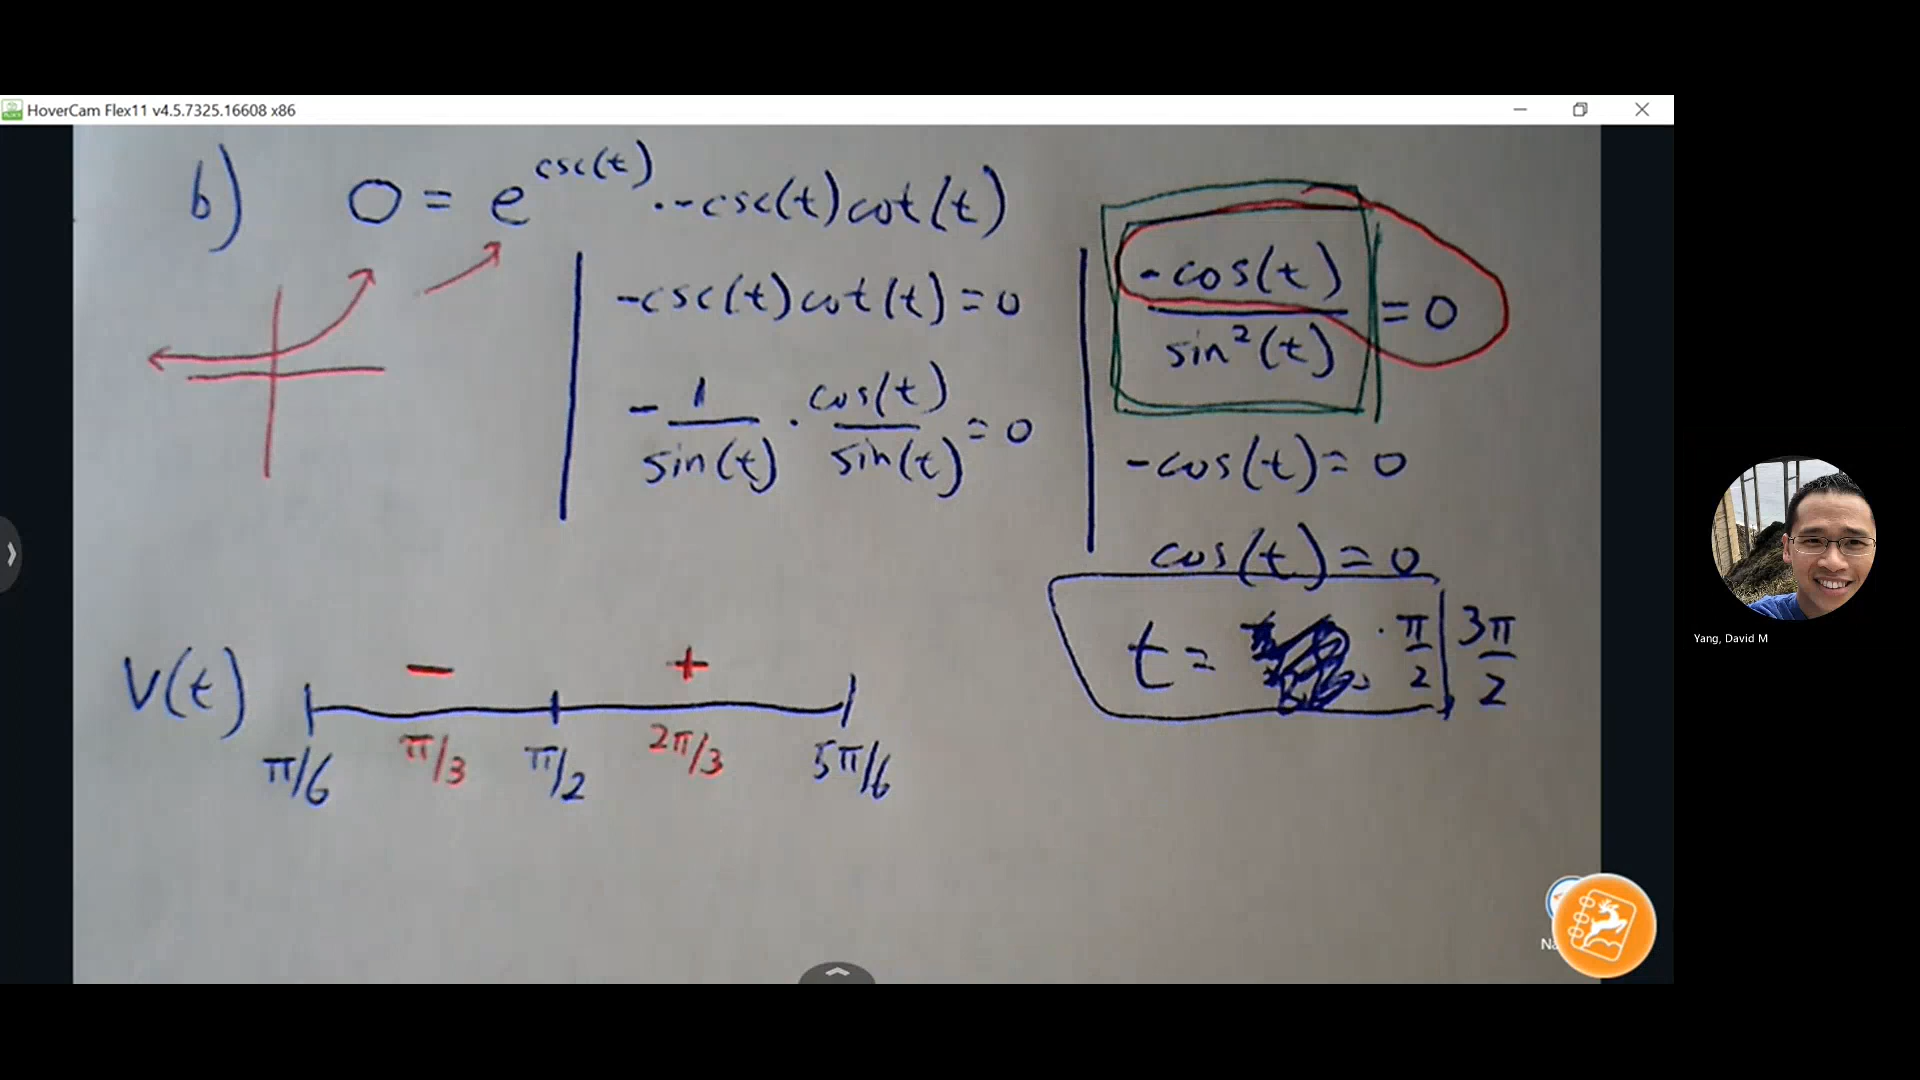 HoverCam Flex11 v4.5.7325.16608 x86
b) 0 = e^csc(t) · -csc(t)cot(t)
-csc(t)cot(t) = 0
- 1/sin(t) · cos(t)/sin(t) = 0
-cos(t)/sin²(t) = 0
-cos(t) = 0
cos(t) = 0
t = π/2 | 3π/2
V(t) − +
π/6 π/3 π/2 2π/3 5π/6
Yang, David M